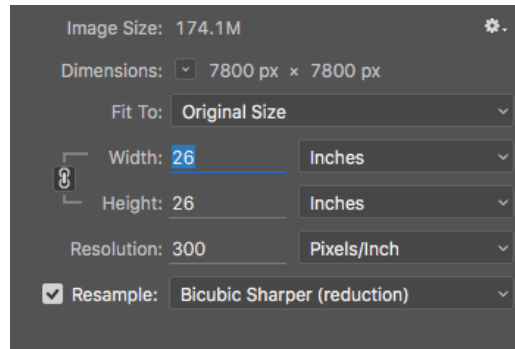 Image Size: 174.1M
Dimensions: 7800 px × 7800 px
Fit To: Original Size
Width: 26 Inches
Height: 26 Inches
Resolution: 300 Pixels/Inch
Resample: Bicubic Sharper (reduction)